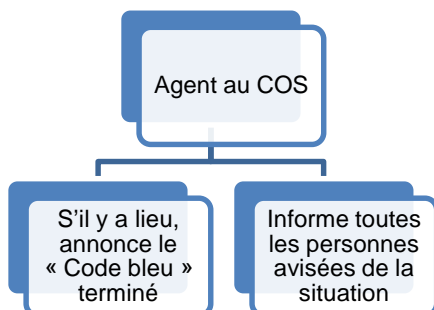 Agent au COS
S’il y a lieu,
annonce le
« Code bleu »
terminé
Informe toutes
les personnes
avisées de la
situation